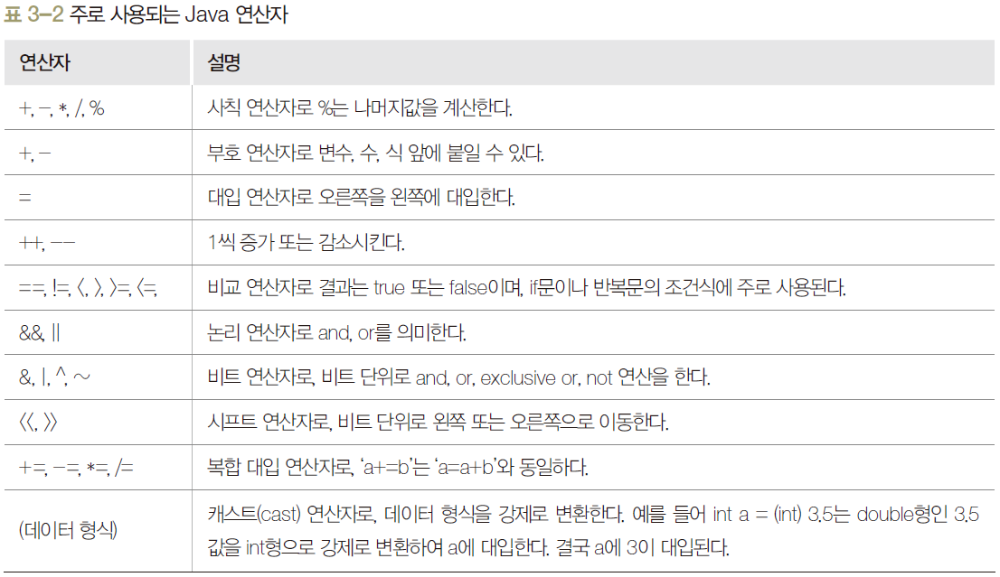 표 3-2 주로 사용되는 Java 연산자
연산자 설명
+, -, *, /, % 사칙 연산자로 %는 나머지값을 계산한다.
+, - 부호 연산자로 변수, 수, 식 앞에 붙일 수 있다.
= 대입 연산자로 오른쪽을 왼쪽에 대입한다.
++, -- 1씩 증가 또는 감소시킨다.
==, !=, <, >, >=, <=, 비교 연산자로 결과는 true 또는 false이며, if문이나 반복문의 조건식에 주로 사용된다.
&&, || 논리 연산자로 and, or를 의미한다.
&, |, ^, ~ 비트 연산자로, 비트 단위로 and, or, exclusive or, not 연산을 한다.
<<, >> 시프트 연산자로, 비트 단위로 왼쪽 또는 오른쪽으로 이동한다.
+=, -=, *=, /= 복합 대입 연산자로, ‘a+=b’는 ‘a=a+b’와 동일하다.
(데이터 형식) 캐스트(cast) 연산자로, 데이터 형식을 강제로 변환한다. 예를 들어 int a = (int) 3.5는 double형인 3.5
값을 int형으로 강제로 변환하여 a에 대입한다. 결국 a에 3이 대입된다.